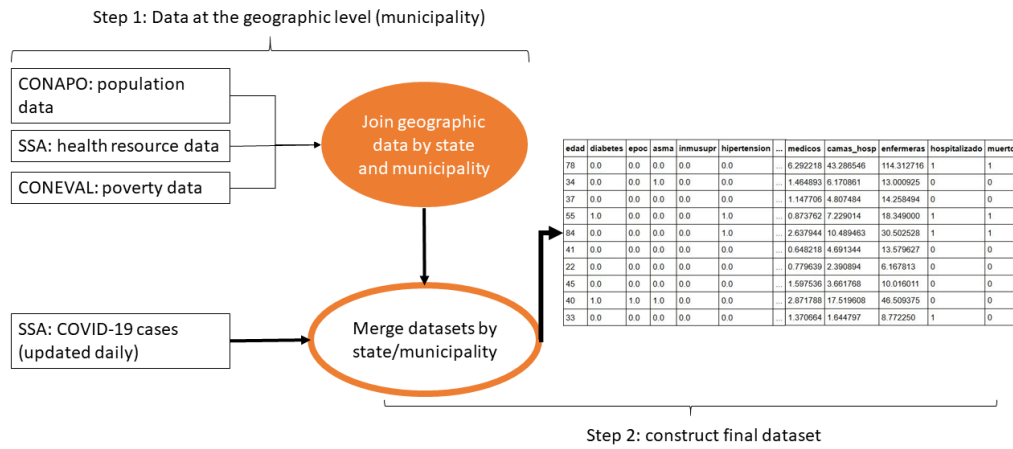 Step 1: Data at the geographic level (municipality)
CONAPO: population
data
SSA: health resource data
CONEVAL: poverty data
Join geographic
data by state
and municipality
SSA: COVID-19 cases
(updated daily)
Merge datasets by
state/municipality
edad diabetes epoc asma inmusupr hipertension ... medicos camas_hosp enfermeras hospitalizado muerto
78 0.0 0.0 0.0 0.0 0.0 ... 6.292218 43.286546 114.312716 1 1
34 0.0 0.0 1.0 0.0 0.0 ... 1.464893 6.170861 13.000925 0 0
37 0.0 0.0 0.0 0.0 0.0 ... 1.147706 4.807484 14.258494 0 0
55 1.0 0.0 0.0 0.0 1.0 ... 0.873762 7.229014 18.349000 1 1
84 0.0 0.0 0.0 0.0 1.0 ... 2.637944 10.489463 30.502528 1 1
41 0.0 0.0 0.0 0.0 0.0 ... 0.648218 4.691344 13.579627 0 0
22 0.0 0.0 0.0 0.0 0.0 ... 0.779639 2.390894 6.167813 0 0
45 0.0 0.0 0.0 0.0 0.0 ... 1.597536 3.661768 10.016011 0 0
40 1.0 1.0 1.0 0.0 0.0 ... 2.871788 17.519608 46.509375 0 0
33 0.0 0.0 0.0 0.0 0.0 ... 1.370664 1.644797 8.772250 1 0
Step 2: construct final dataset